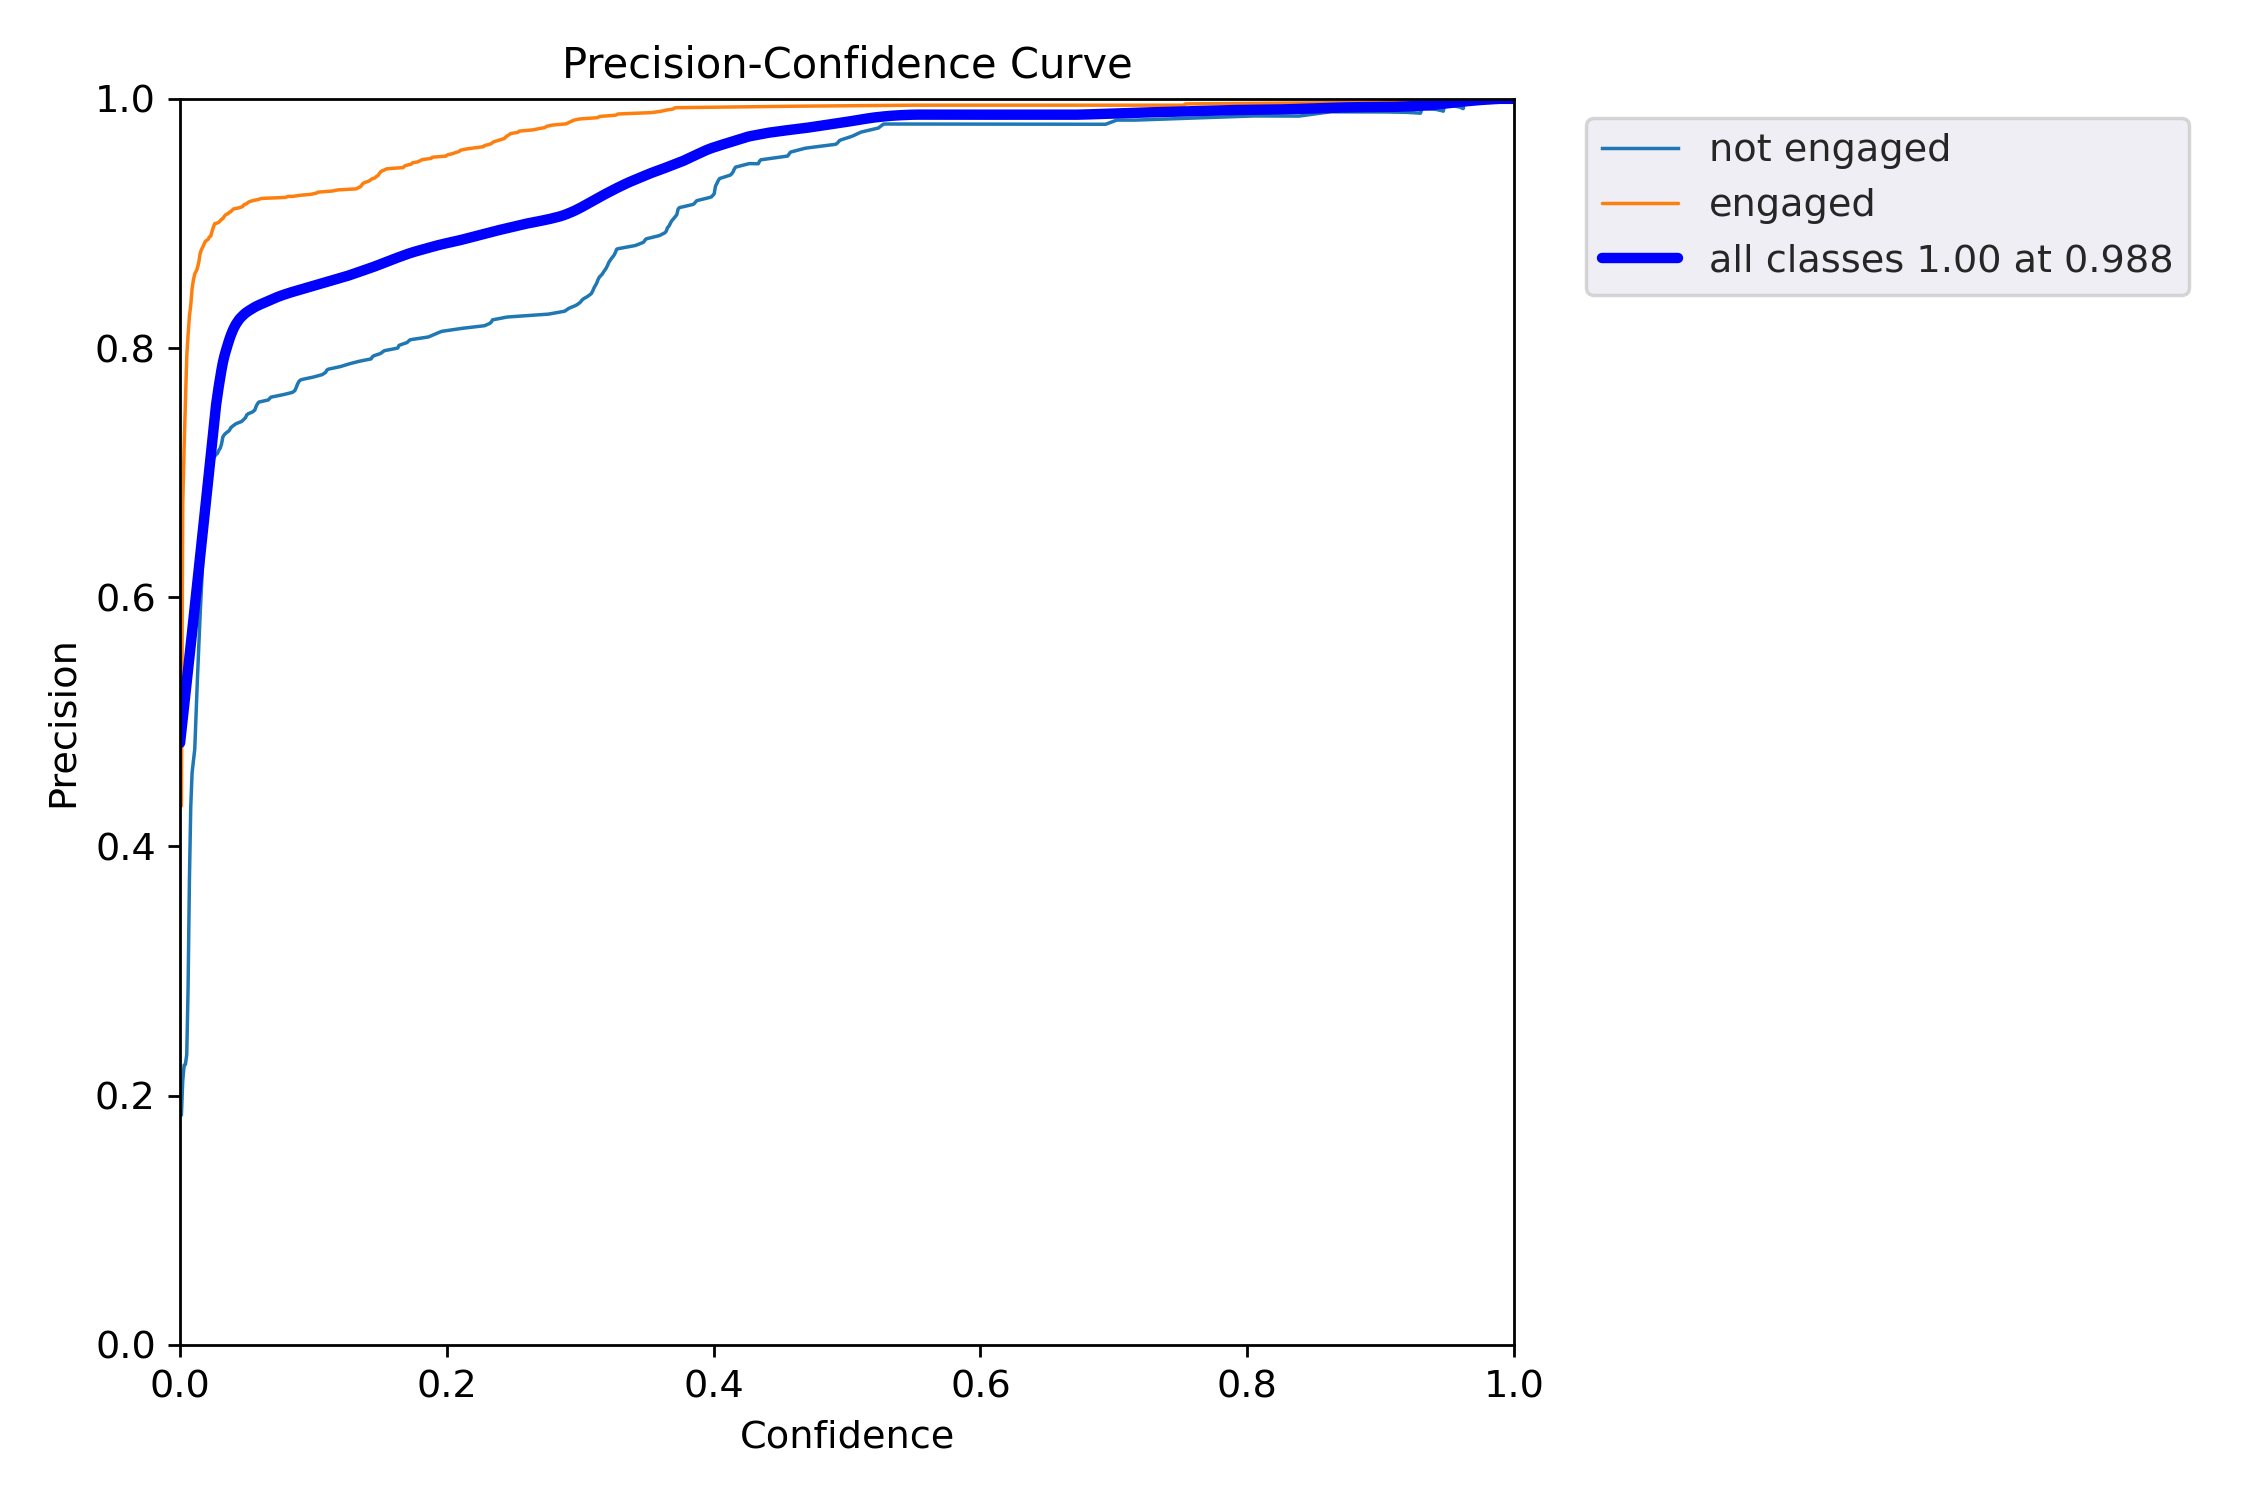 Precision-Confidence Curve
1.0
0.8
0.6
0.4
0.2
0.0
Precision
0.0 0.2 0.4 0.6 0.8 1.0
Confidence
not engaged
engaged
all classes 1.00 at 0.988